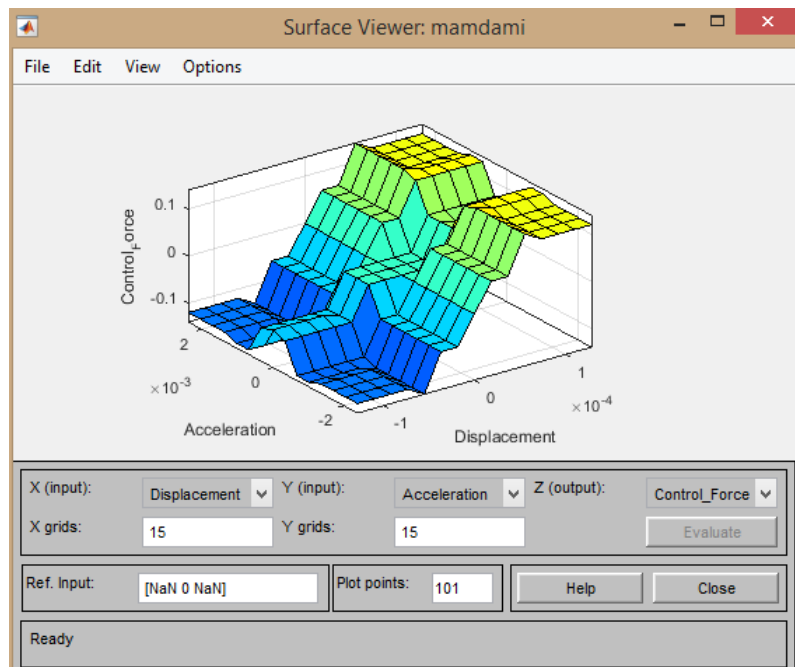 Surface Viewer: mamdami
File Edit View Options
0.1
0
-0.1
Control_Force
2
0
-2
×10-3
Acceleration
-1
0
1
×10-4
Displacement
X (input): Displacement Y (input): Acceleration Z (output): Control_Force
X grids: 15 Y grids: 15 Evaluate
Ref. Input: [NaN 0 NaN] Plot points: 101 Help Close
Ready